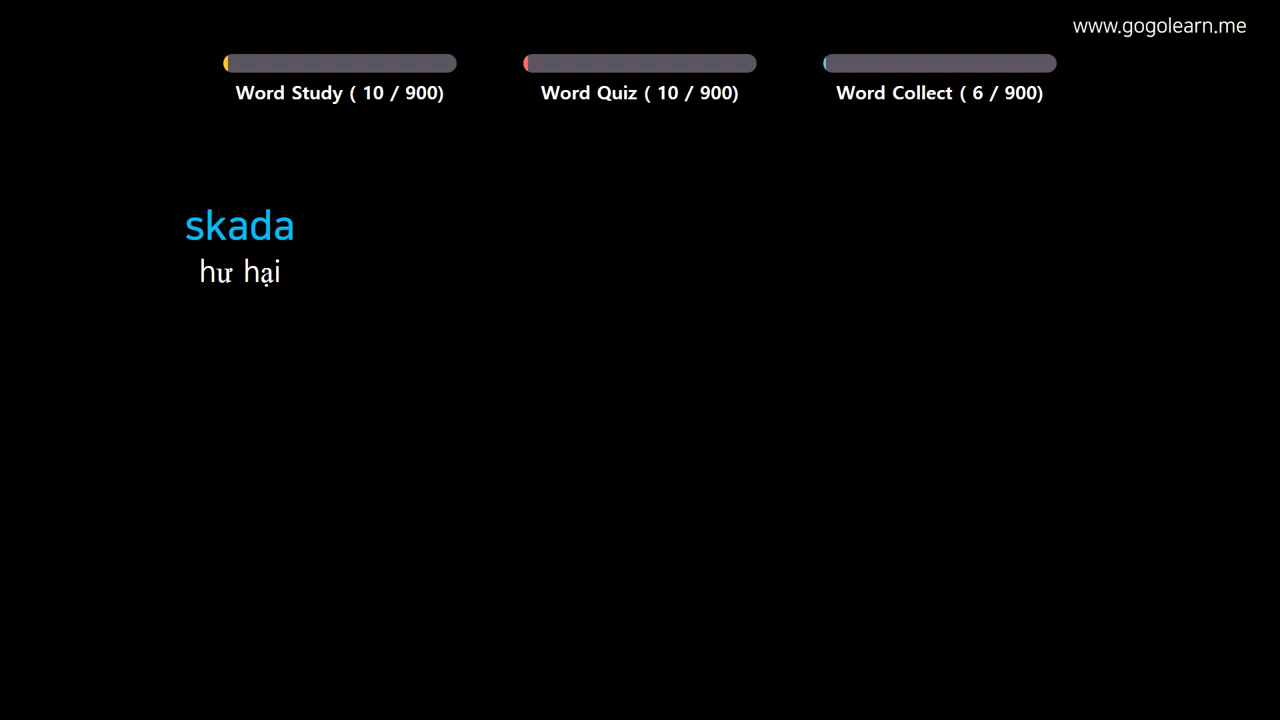 www.gogolearn.me
Word Study ( 10 / 900)
Word Quiz ( 10 / 900)
Word Collect ( 6 / 900)
skada
hư hại